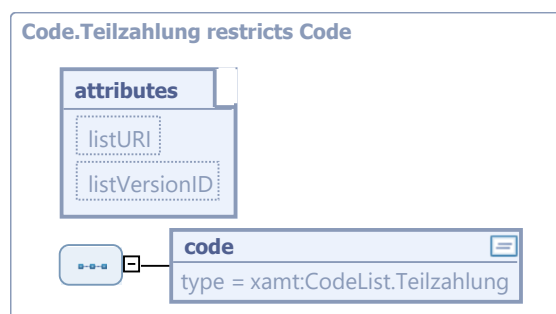 Code.Teilzahlung restricts Code
attributes
listURI
listVersionID
code
type = xamt:CodeList.Teilzahlung